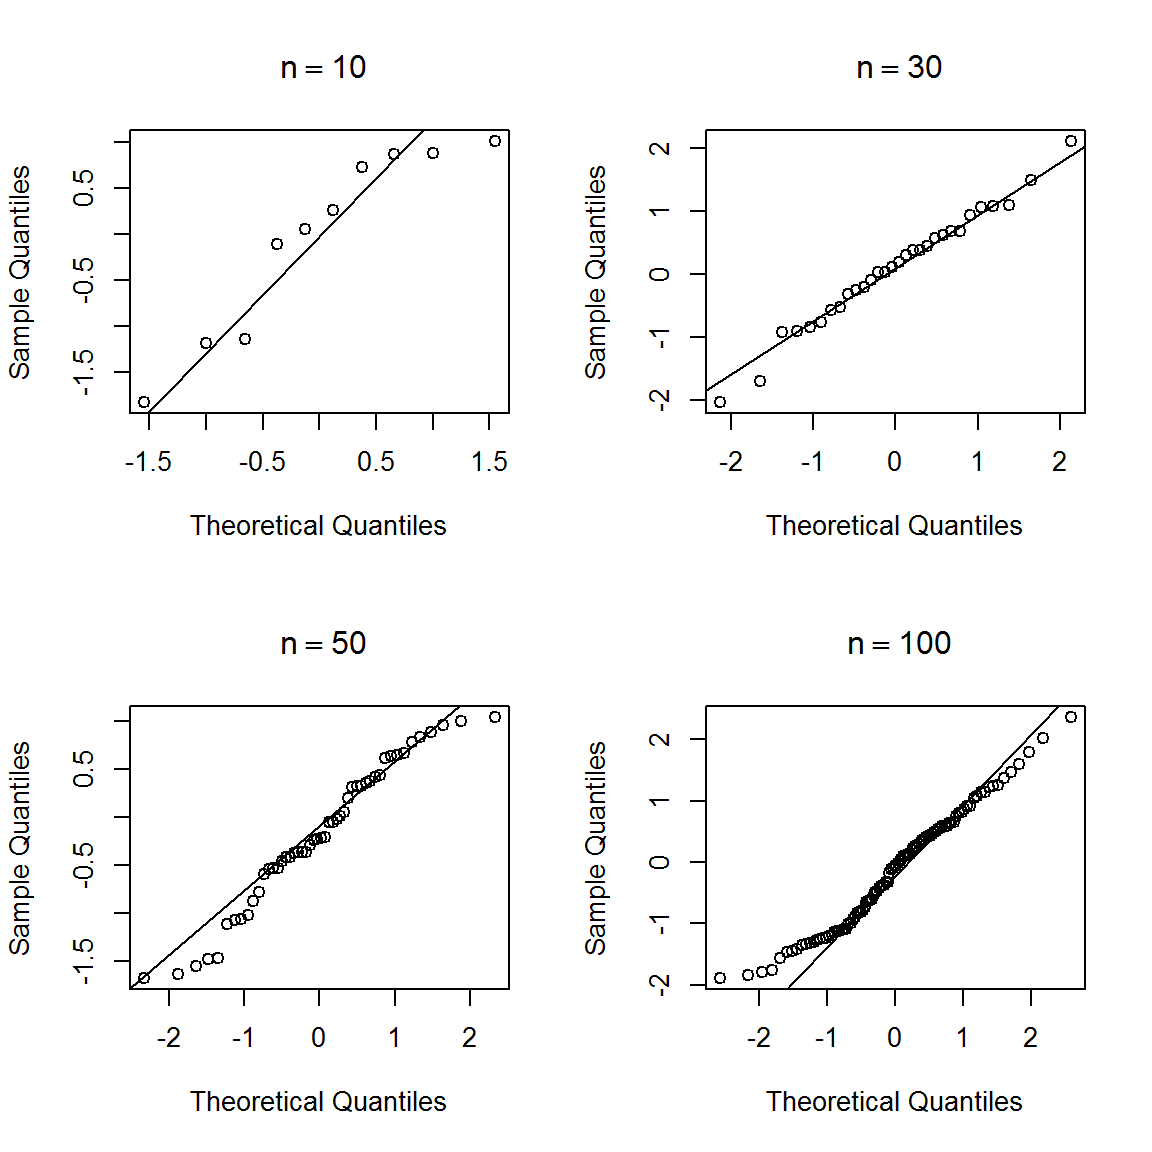 n = 10
Sample Quantiles
0.5
-0.5
-1.5
-1.5 -0.5 0.5 1.5
Theoretical Quantiles
n = 30
Sample Quantiles
2
1
0
-1
-2
-2 -1 0 1 2
Theoretical Quantiles
n = 50
Sample Quantiles
0.5
-0.5
-1.5
-2 -1 0 1 2
Theoretical Quantiles
n = 100
Sample Quantiles
2
1
0
-1
-2
-2 -1 0 1 2
Theoretical Quantiles